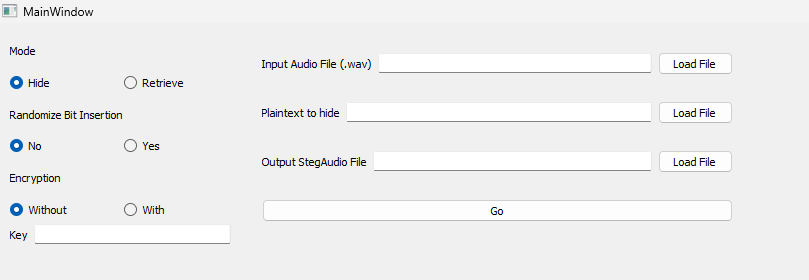 MainWindow
Mode
Hide Retrieve
Randomize Bit Insertion
No Yes
Encryption
Without With
Key
Input Audio File (.wav) Load File
Plaintext to hide Load File
Output StegAudio File Load File
Go